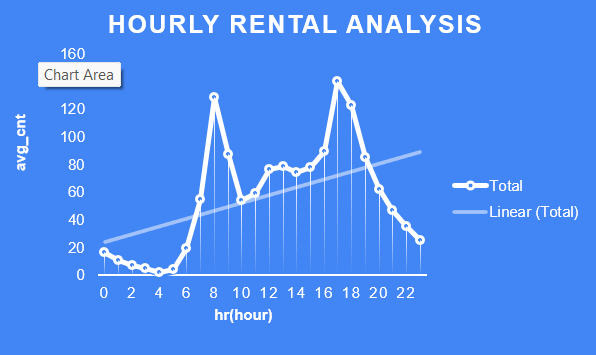 HOURLY RENTAL ANALYSIS
160
Chart Area
120
100
80
60
40
20
0
avg_cnt
0 2 4 6 8 10 12 14 16 18 20 22
hr(hour)
Total
Linear (Total)